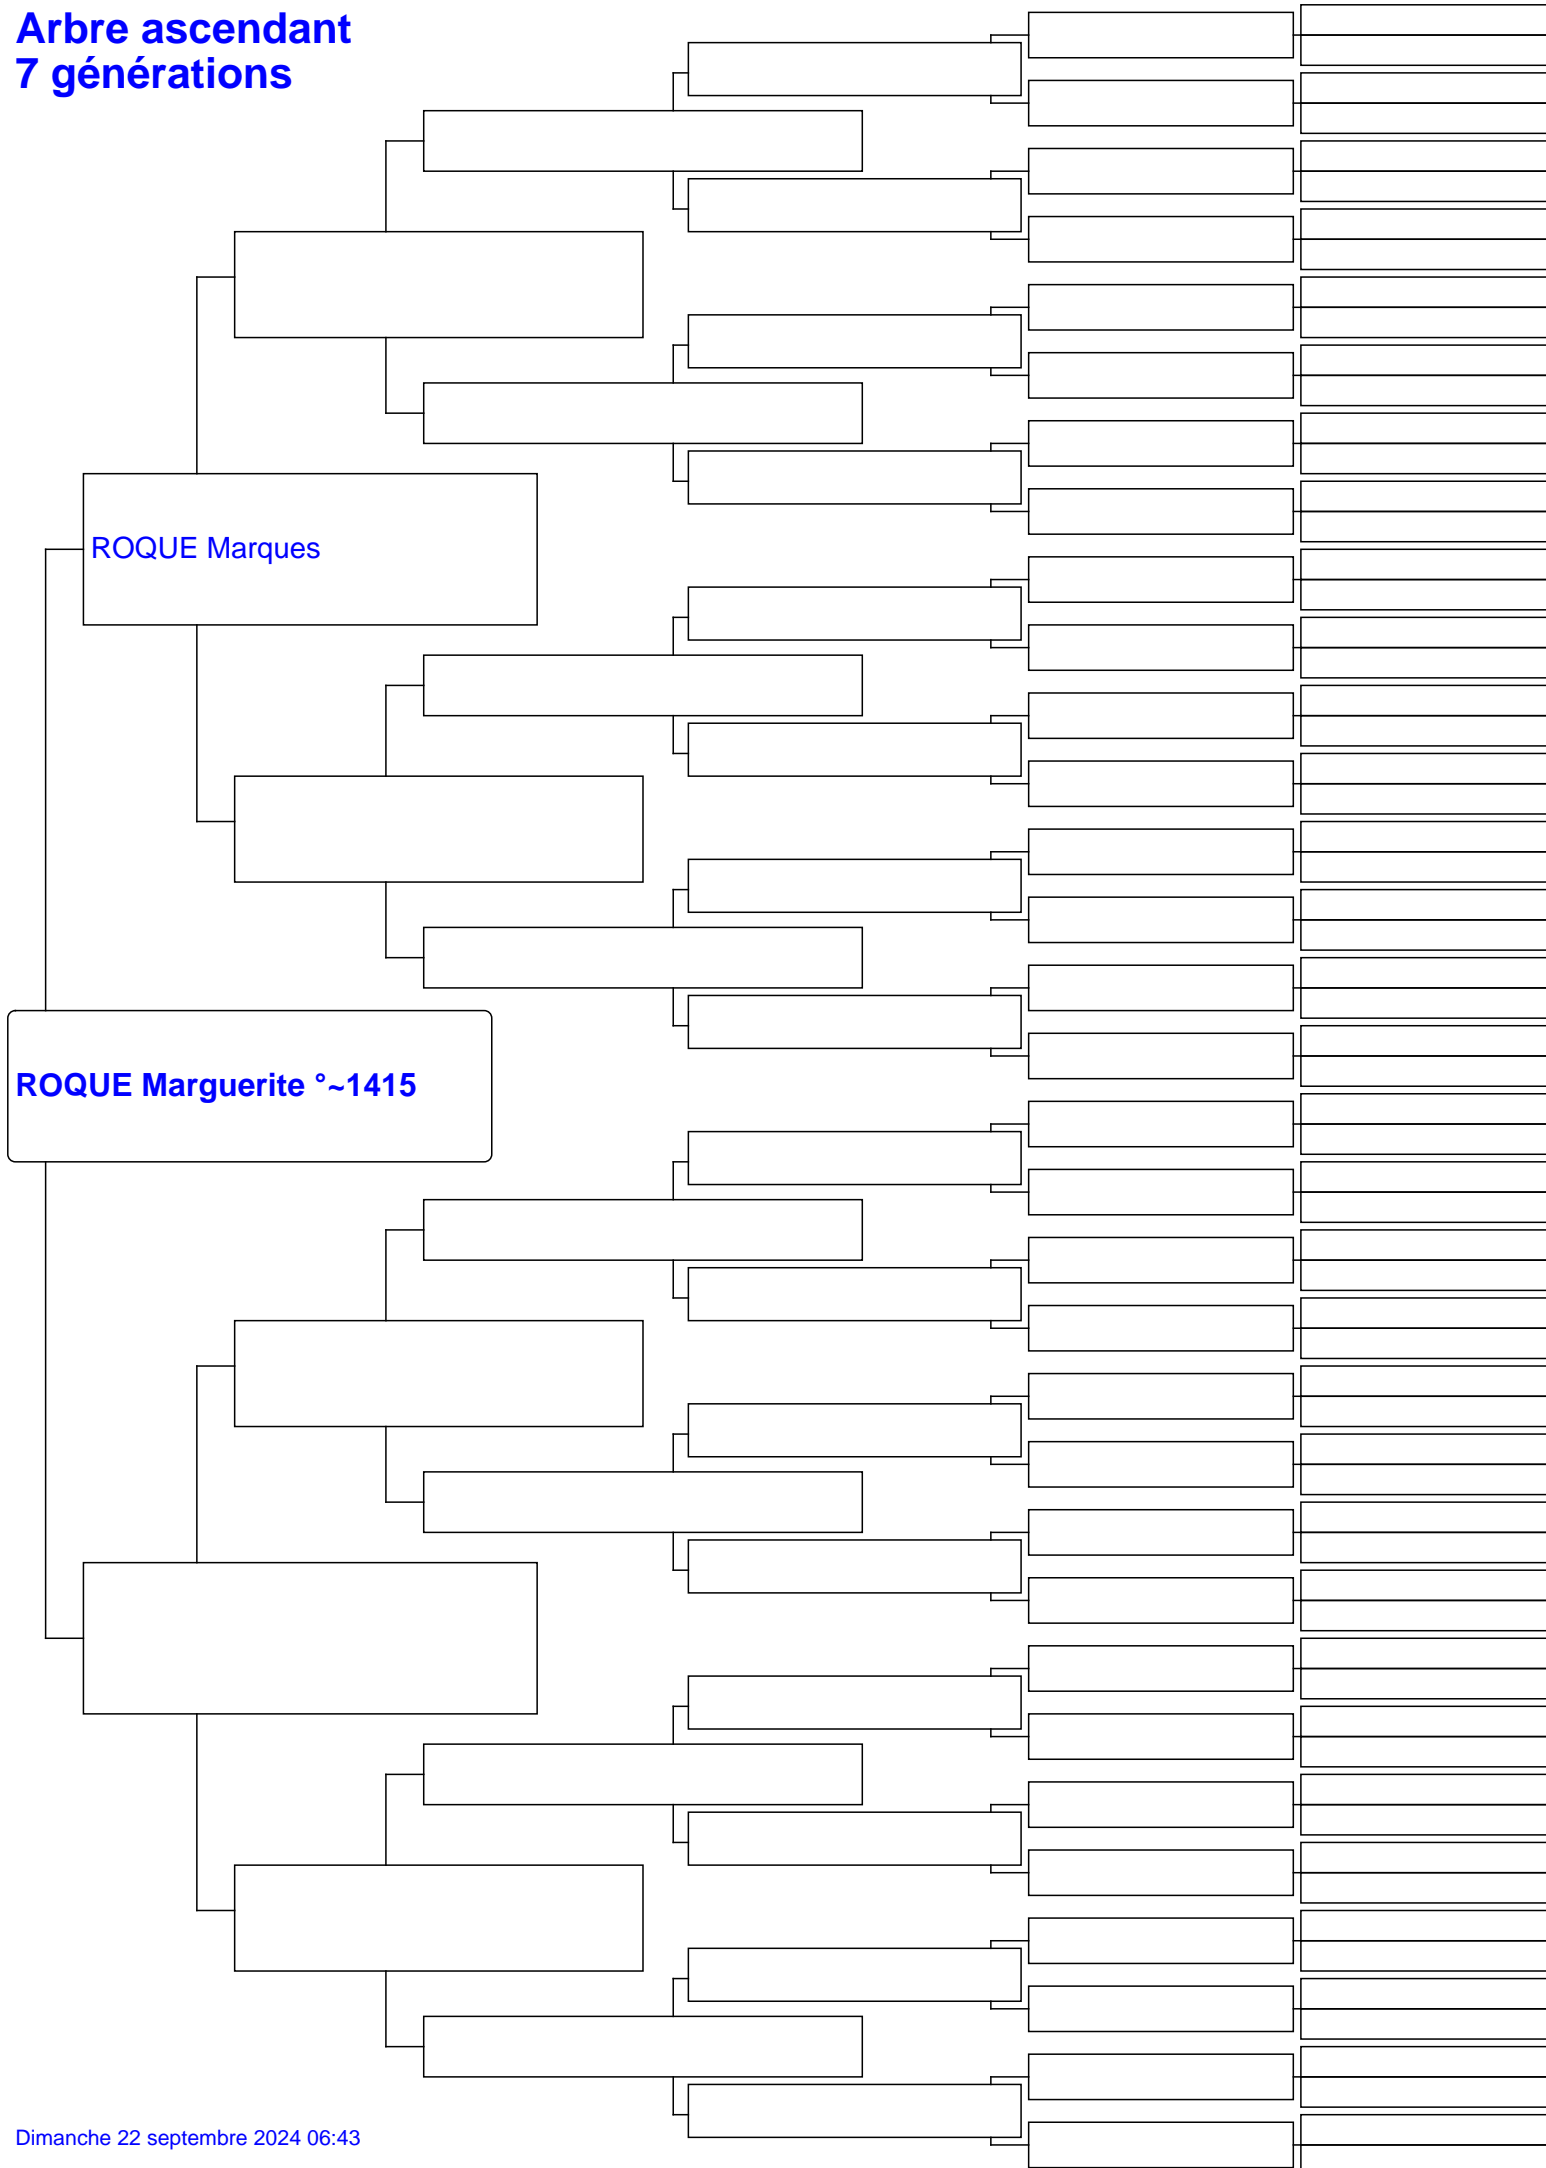 Arbre ascendant
7 générations
ROQUE Marques
ROQUE Marguerite °~1415
Dimanche 22 septembre 2024 06:43